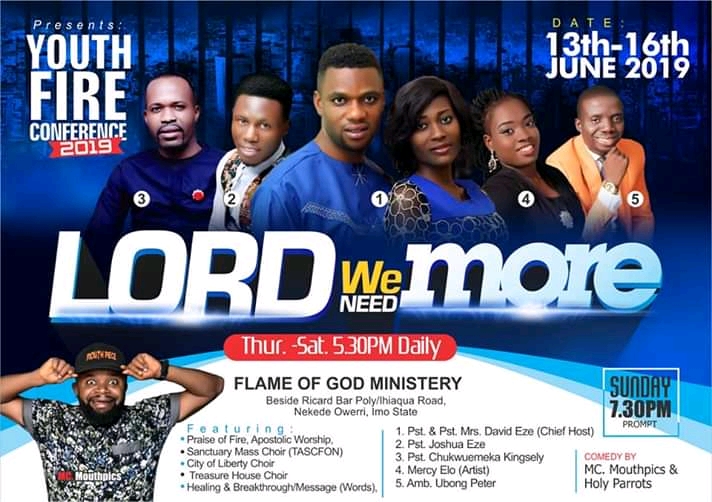 Presents:
YOUTH
FIRE
CONFERENCE
2019
DATE:
13th-16th
JUNE 2019
3
2
1
4
5
LORD We NEED more
Thur. -Sat. 5.30PM Daily
FLAME OF GOD MINISTERY
Beside Ricard Bar Poly/Ihiaqua Road,
Nekede Owerri, Imo State
SUNDAY
7.30PM
PROMPT
MOUTH PIECE
MC. Mouthpics
Featuring:
• Praise of Fire, Apostolic Worship,
• Sanctuary Mass Choir (TASCFON)
• City of Liberty Choir
• Treasure House Choir
• Healing & Breakthrough/Message (Words),
1. Pst. & Pst. Mrs. David Eze (Chief Host)
2. Pst. Joshua Eze
3. Pst. Chukwuemeka Kingsely
4. Mercy Elo (Artist)
5. Amb. Ubong Peter
COMEDY BY
MC. Mouthpics &
Holy Parrots